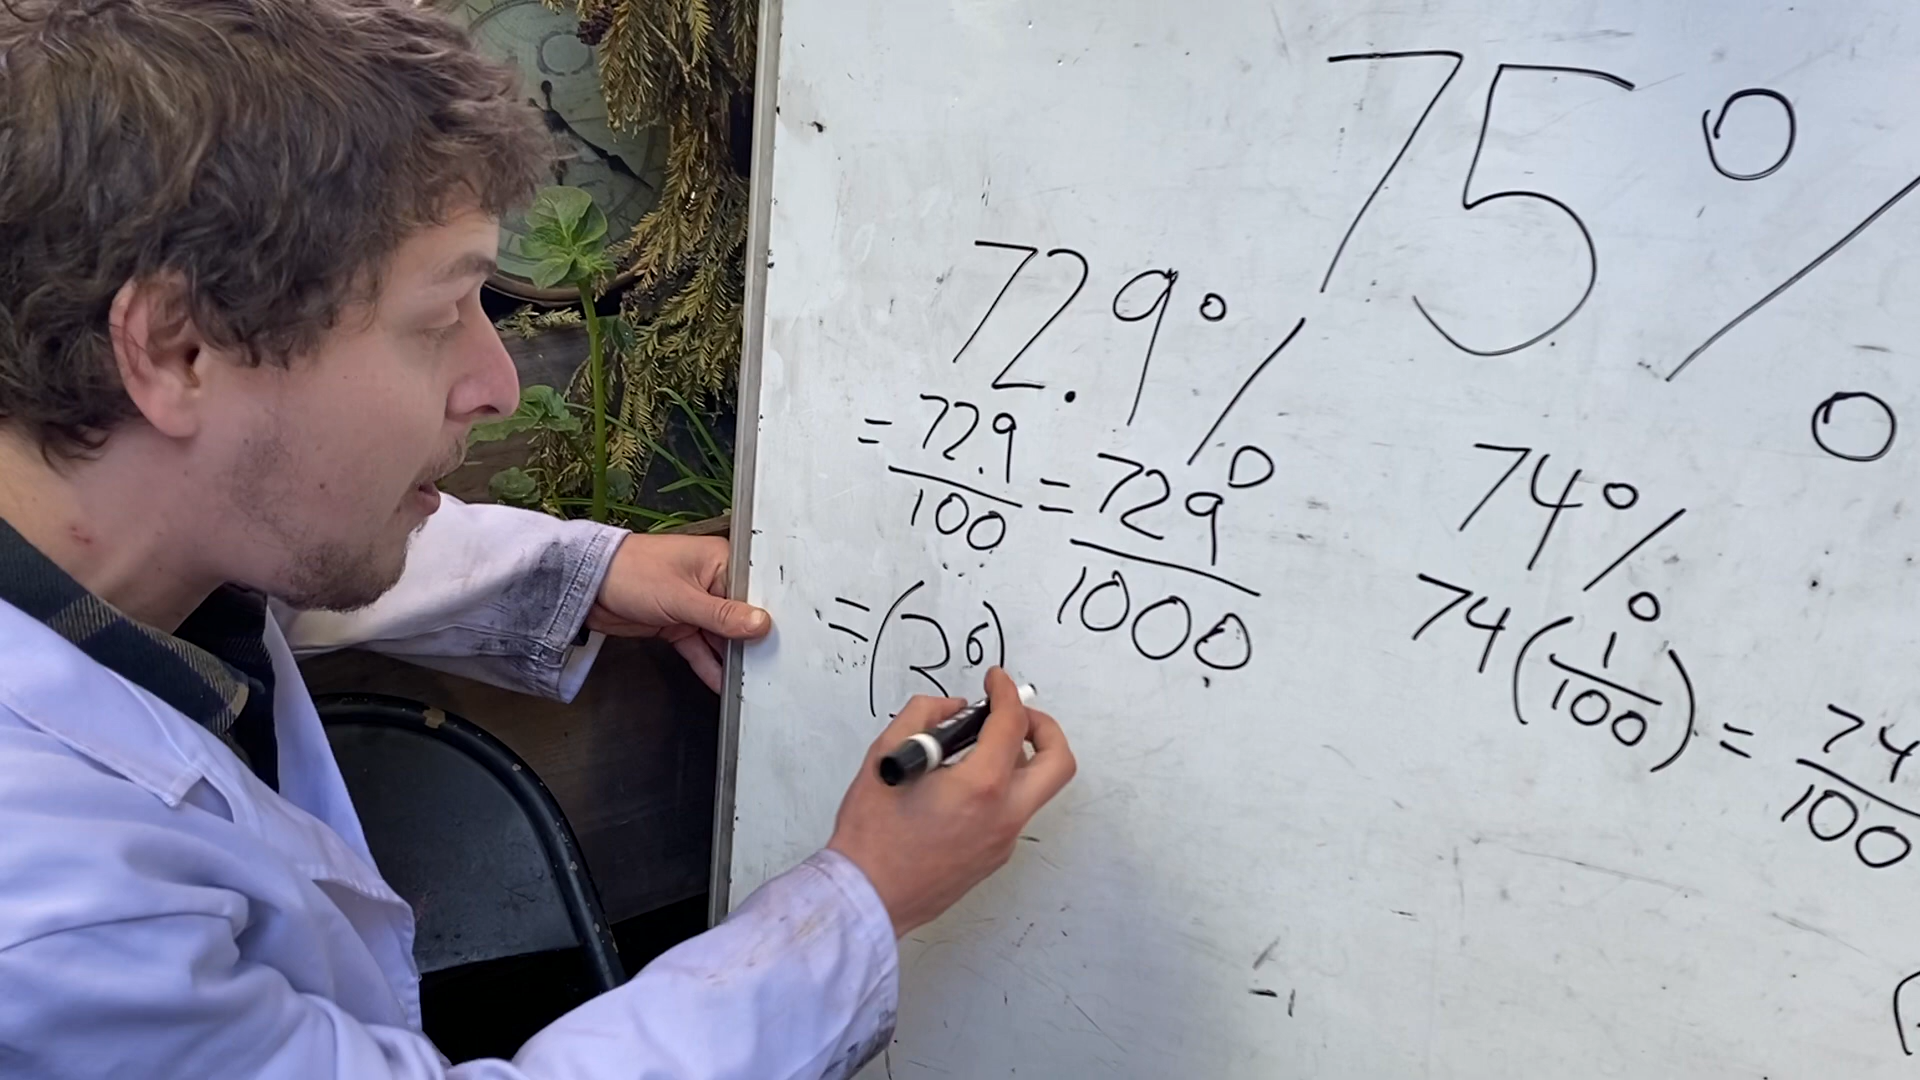 75%
72.9%
= 72.9/100 = 729/1000
= (3⁶)
74%
74(1/100) = 74/100